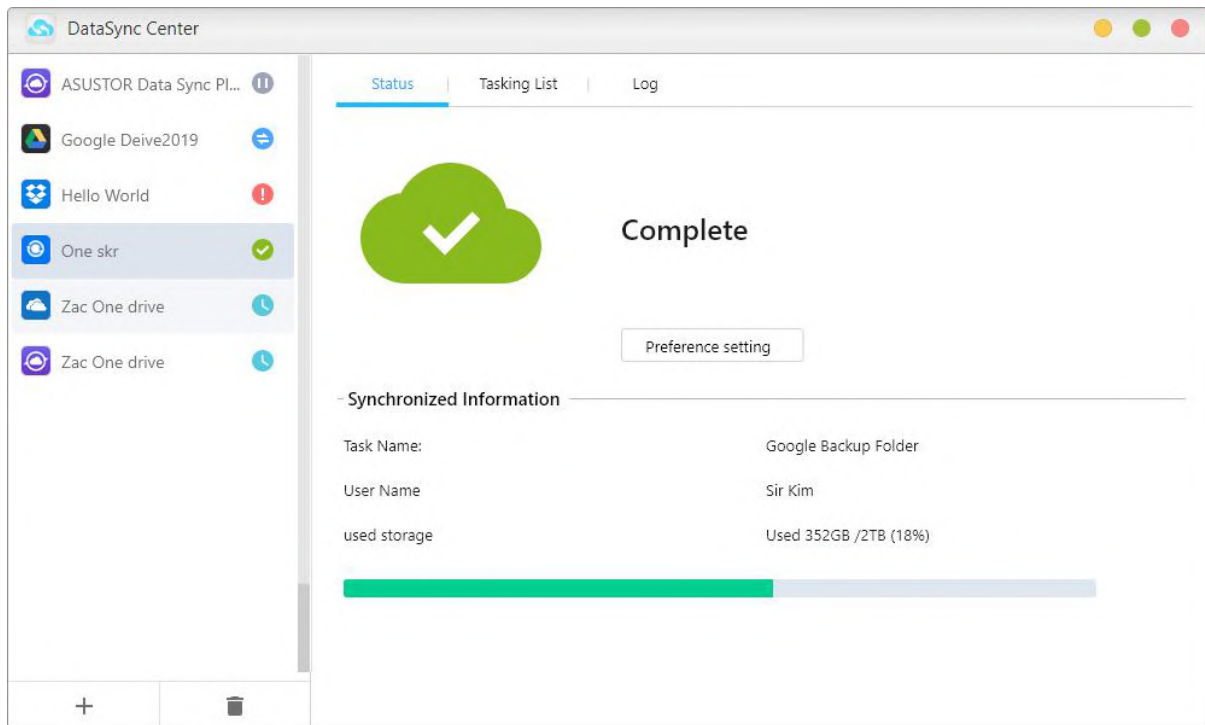 DataSync Center
ASUSTOR Data Sync Pl...
Google Deive2019
Hello World
One skr
Zac One drive
Zac One drive
Status
Tasking List
Log
Complete
Preference setting
Synchronized Information
Task Name: Google Backup Folder
User Name Sir Kim
used storage Used 352GB /2TB (18%)